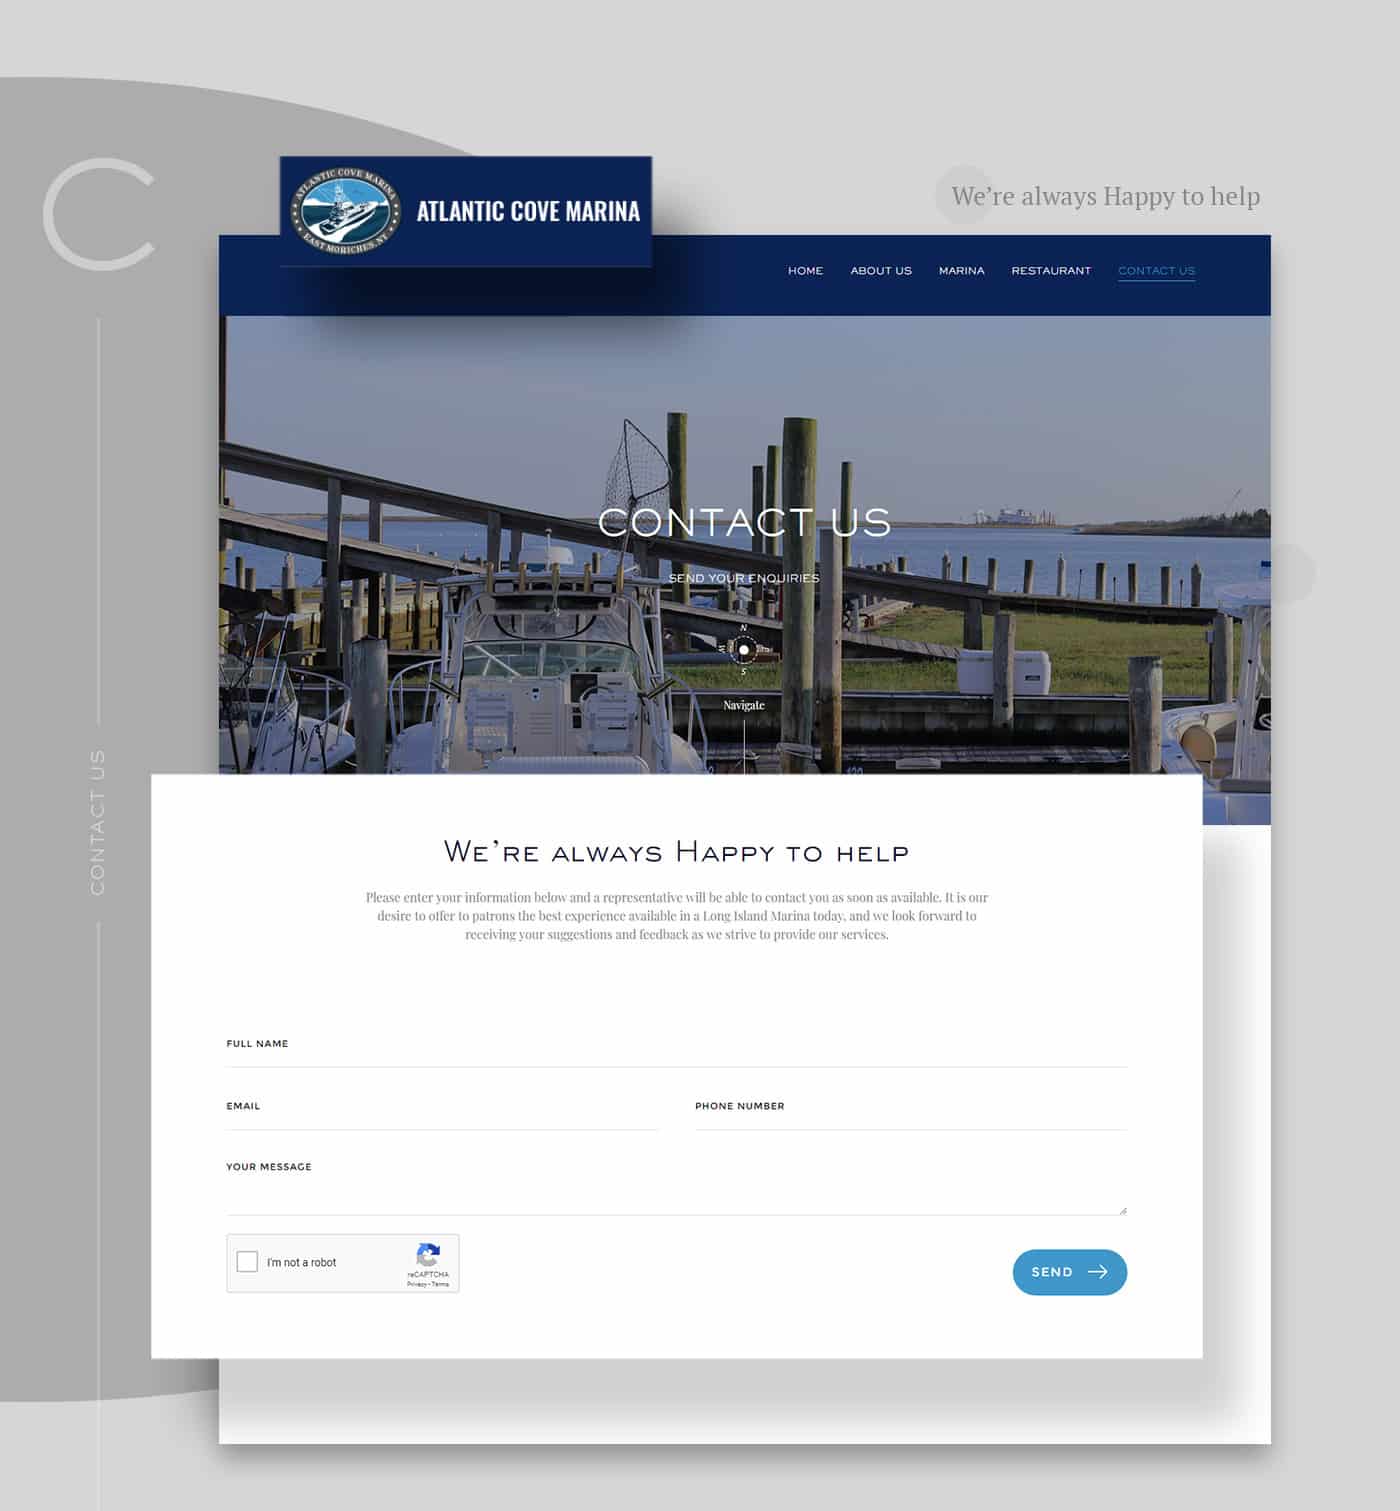 C
We’re always Happy to help
ATLANTIC COVE MARINA
EAST MORICHES, NY
ATLANTIC COVE MARINA
HOME ABOUT US MARINA RESTAURANT CONTACT US
CONTACT US
SEND YOUR ENQUIRIES
N
W
S
Navigate
CONTACT US
We’re always Happy to help
Please enter your information below and a representative will be able to contact you as soon as available. It is our
desire to offer to patrons the best experience available in a Long Island Marina today, and we look forward to
receiving your suggestions and feedback as we strive to provide our services.
FULL NAME
EMAIL PHONE NUMBER
YOUR MESSAGE
I'm not a robot
reCAPTCHA
Privacy - Terms
SEND